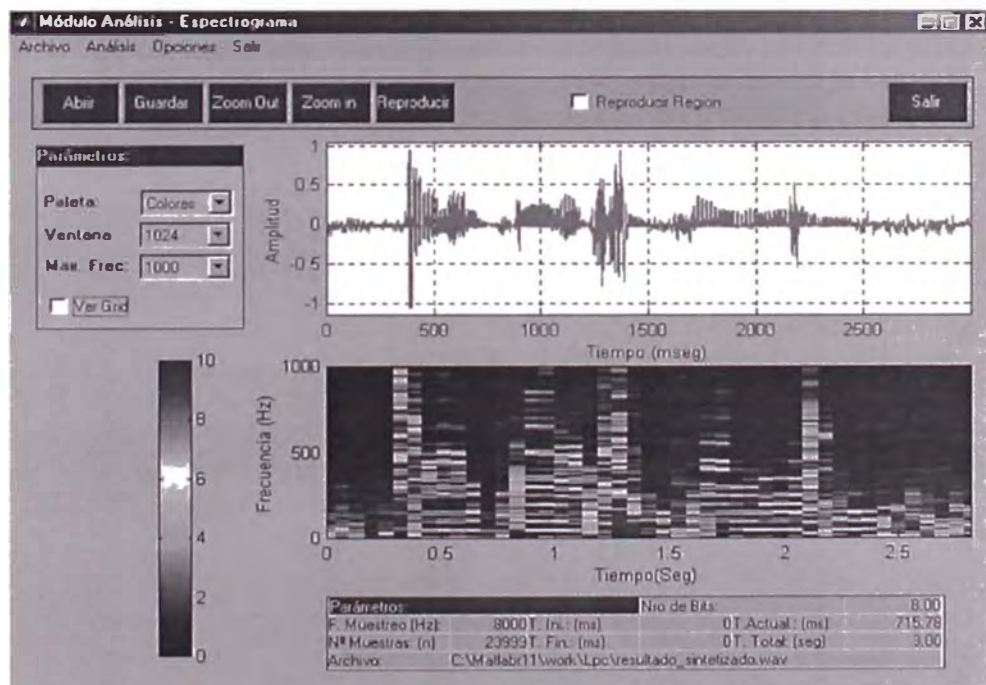 Módulo Análisis - Espectrograma
Archivo Análisis Opciones Salir
Abrir Guardar Zoom Out Zoom in Reproducir Reproducir Region Salir
Parámetros:
Paleta: Colores
Ventana 1024
Max. Frec: 1000
Ver Grid
Amplitud
1
0.5
0
-0.5
-1
0 500 1000 1500 2000 2500
Tiempo (mseg)
10
8
6
4
2
0
Frecuencia (Hz)
1000
500
0
0 0.5 1 1.5 2 2.5
Tiempo(Seg)
Parámetros: Nro de Bits: 8.00
F. Muestreo (Hz): 8000 T. Ini.: (ms) 0 T.Actual.: (ms) 715.78
Nº Muestras: (n) 23999 T. Fin.: (ms) 0 T. Total: (seg) 3.00
Archivo: C:\Matlabr11\work\Lpc\resultado_sintetizado.wav